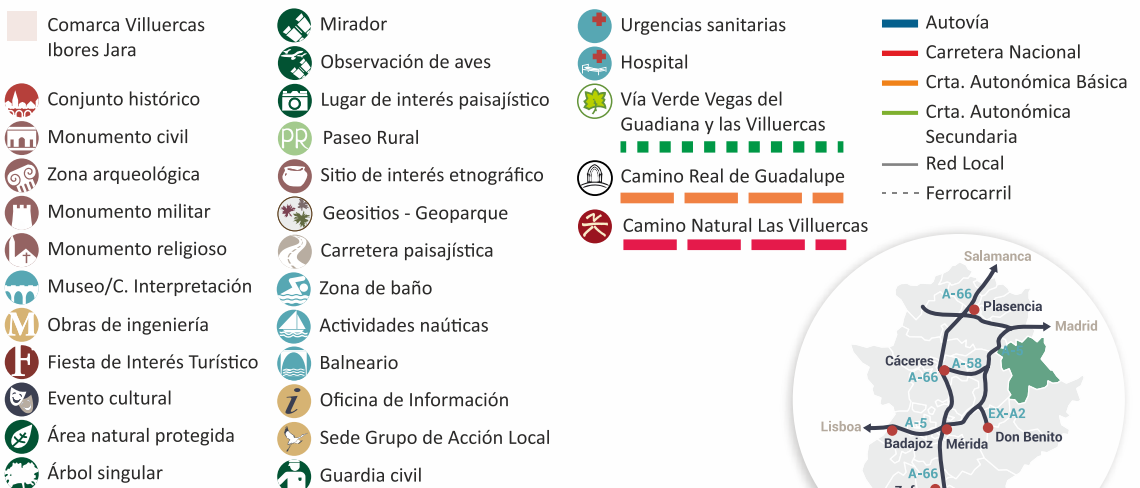 Comarca Villuercas
Ibores Jara
Conjunto histórico
Monumento civil
Zona arqueológica
Monumento militar
Monumento religioso
Museo/C. Interpretación
M
Obras de ingeniería
F
Fiesta de Interés Turístico
Evento cultural
Área natural protegida
Árbol singular
Mirador
Observación de aves
Lugar de interés paisajístico
PR
Paseo Rural
Sitio de interés etnográfico
Geositios - Geoparque
Carretera paisajística
Zona de baño
Actividades naúticas
Balneario
i
Oficina de Información
Sede Grupo de Acción Local
Guardia civil
Urgencias sanitarias
Hospital
Vía Verde Vegas del
Guadiana y las Villuercas
Camino Real de Guadalupe
Camino Natural Las Villuercas
Autovía
Carretera Nacional
Crta. Autonómica Básica
Crta. Autonómica
Secundaria
Red Local
Ferrocarril
Salamanca
A-66
Plasencia
Madrid
Cáceres
A-58
A-66
EX-A2
Lisboa
A-5
Badajoz
Mérida
Don Benito
A-66